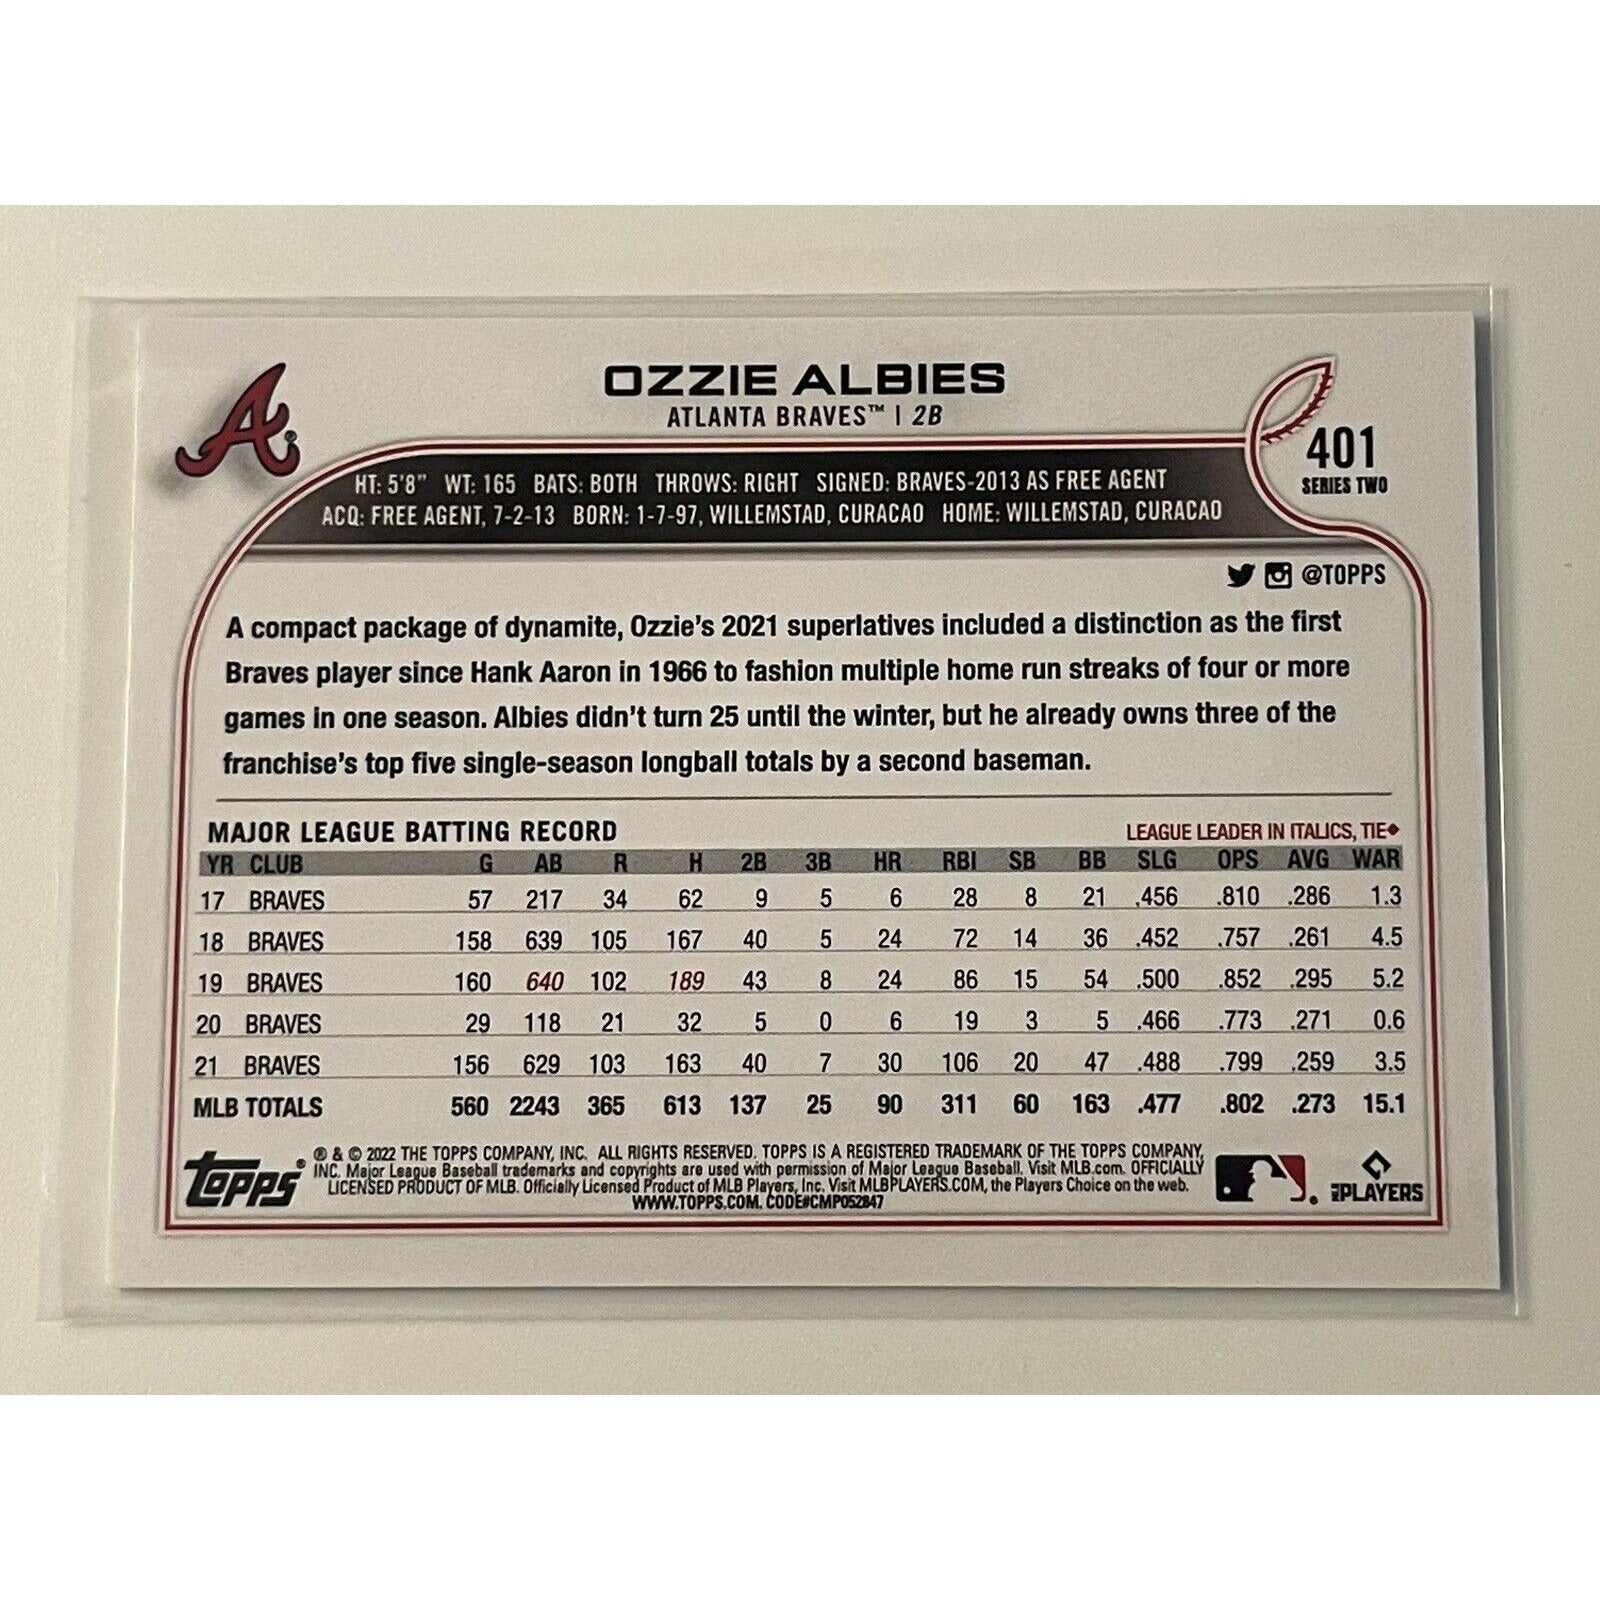 OZZIE ALBIES
ATLANTA BRAVES™ | 2B
401
SERIES TWO
HT: 5'8" WT: 165 BATS: BOTH THROWS: RIGHT SIGNED: BRAVES-2013 AS FREE AGENT
ACQ: FREE AGENT, 7-2-13 BORN: 1-7-97, WILLEMSTAD, CURACAO HOME: WILLEMSTAD, CURACAO
@TOPPS
A compact package of dynamite, Ozzie's 2021 superlatives included a distinction as the first
Braves player since Hank Aaron in 1966 to fashion multiple home run streaks of four or more
games in one season. Albies didn't turn 25 until the winter, but he already owns three of the
franchise's top five single-season longball totals by a second baseman.
MAJOR LEAGUE BATTING RECORD LEAGUE LEADER IN ITALICS, TIE◆
YR CLUB G AB R H 2B 3B HR RBI SB BB SLG OPS AVG WAR
17 BRAVES 57 217 34 62 9 5 6 28 8 21 .456 .810 .286 1.3
18 BRAVES 158 639 105 167 40 5 24 72 14 36 .452 .757 .261 4.5
19 BRAVES 160 640 102 189 43 8 24 86 15 54 .500 .852 .295 5.2
20 BRAVES 29 118 21 32 5 0 6 19 3 5 .466 .773 .271 0.6
21 BRAVES 156 629 103 163 40 7 30 106 20 47 .488 .799 .259 3.5
MLB TOTALS 560 2243 365 613 137 25 90 311 60 163 .477 .802 .273 15.1
topps®
® & © 2022 THE TOPPS COMPANY, INC. ALL RIGHTS RESERVED. TOPPS IS A REGISTERED TRADEMARK OF THE TOPPS COMPANY,
INC. Major League Baseball trademarks and copyrights are used with permission of Major League Baseball. Visit MLB.com. OFFICIALLY
LICENSED PRODUCT OF MLB. Officially Licensed Product of MLB Players, Inc. Visit MLBPLAYERS.COM, the Players Choice on the web.
WWW.TOPPS.COM. CODE#CMP052847
MLBPLAYERS